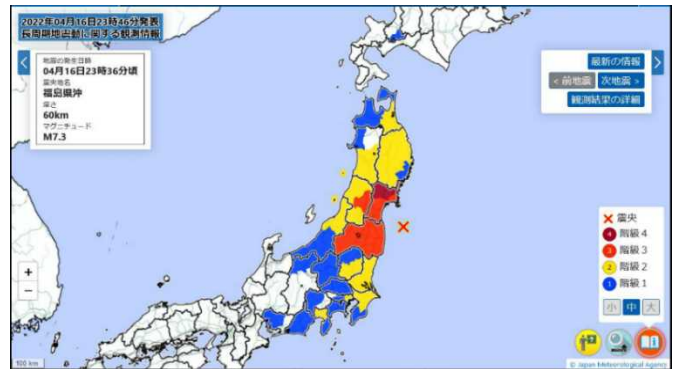 2022年04月16日23時46分発表
長周期地震動に関する観測情報
地震の発生日時
04月16日23時36分頃
震央地名
福島県沖
深さ
60km
マグニチュード
M7.3
最新の情報
< 前地震
次地震 >
観測結果の詳細
震央
4 階級 4
3 階級 3
2 階級 2
1 階級 1
小 中 大
+
−
100 km
© Japan Meteorological Agency